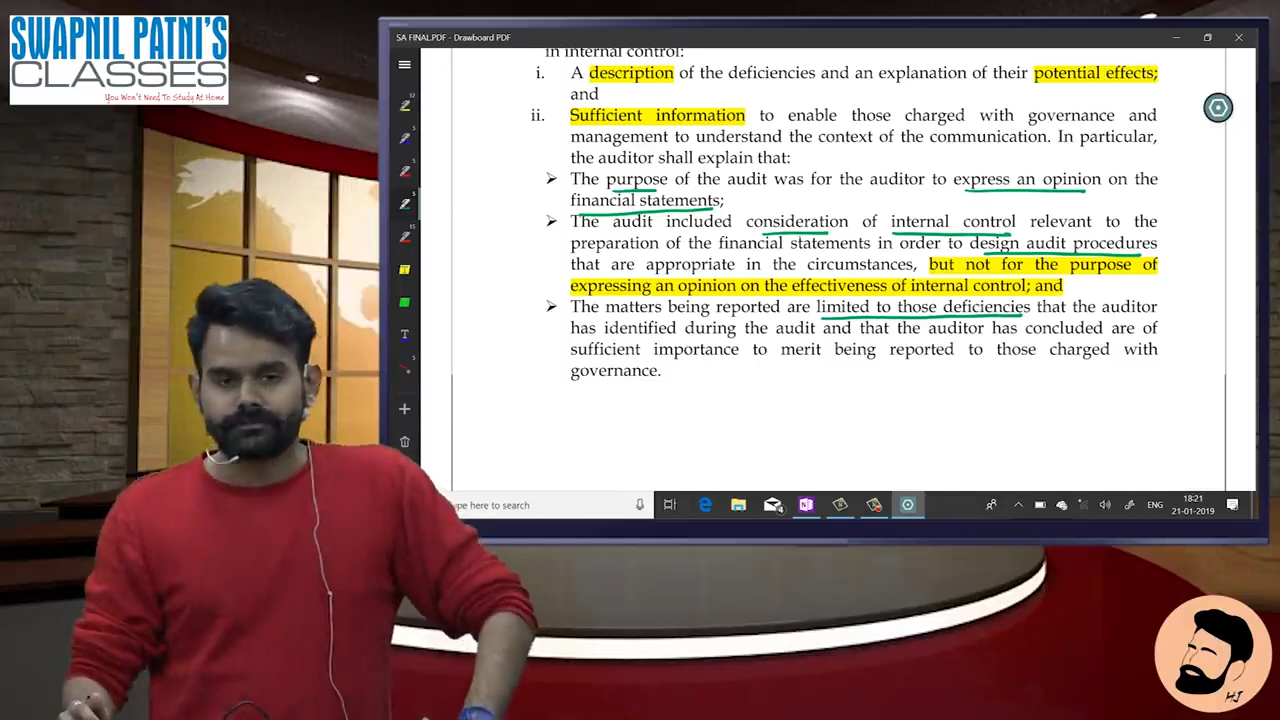 SWAPNIL PATNI'S
CLASSES
You Won't Need To Study At Home
SA FINAL.PDF - Drawboard PDF
in internal control:
i. A description of the deficiencies and an explanation of their potential effects;
and
ii. Sufficient information to enable those charged with governance and
management to understand the context of the communication. In particular,
the auditor shall explain that:
➤ The purpose of the audit was for the auditor to express an opinion on the
financial statements;
➤ The audit included consideration of internal control relevant to the
preparation of the financial statements in order to design audit procedures
that are appropriate in the circumstances, but not for the purpose of
expressing an opinion on the effectiveness of internal control; and
➤ The matters being reported are limited to those deficiencies that the auditor
has identified during the audit and that the auditor has concluded are of
sufficient importance to merit being reported to those charged with
governance.
ype here to search
ENG
18:21
21-01-2019
HJ